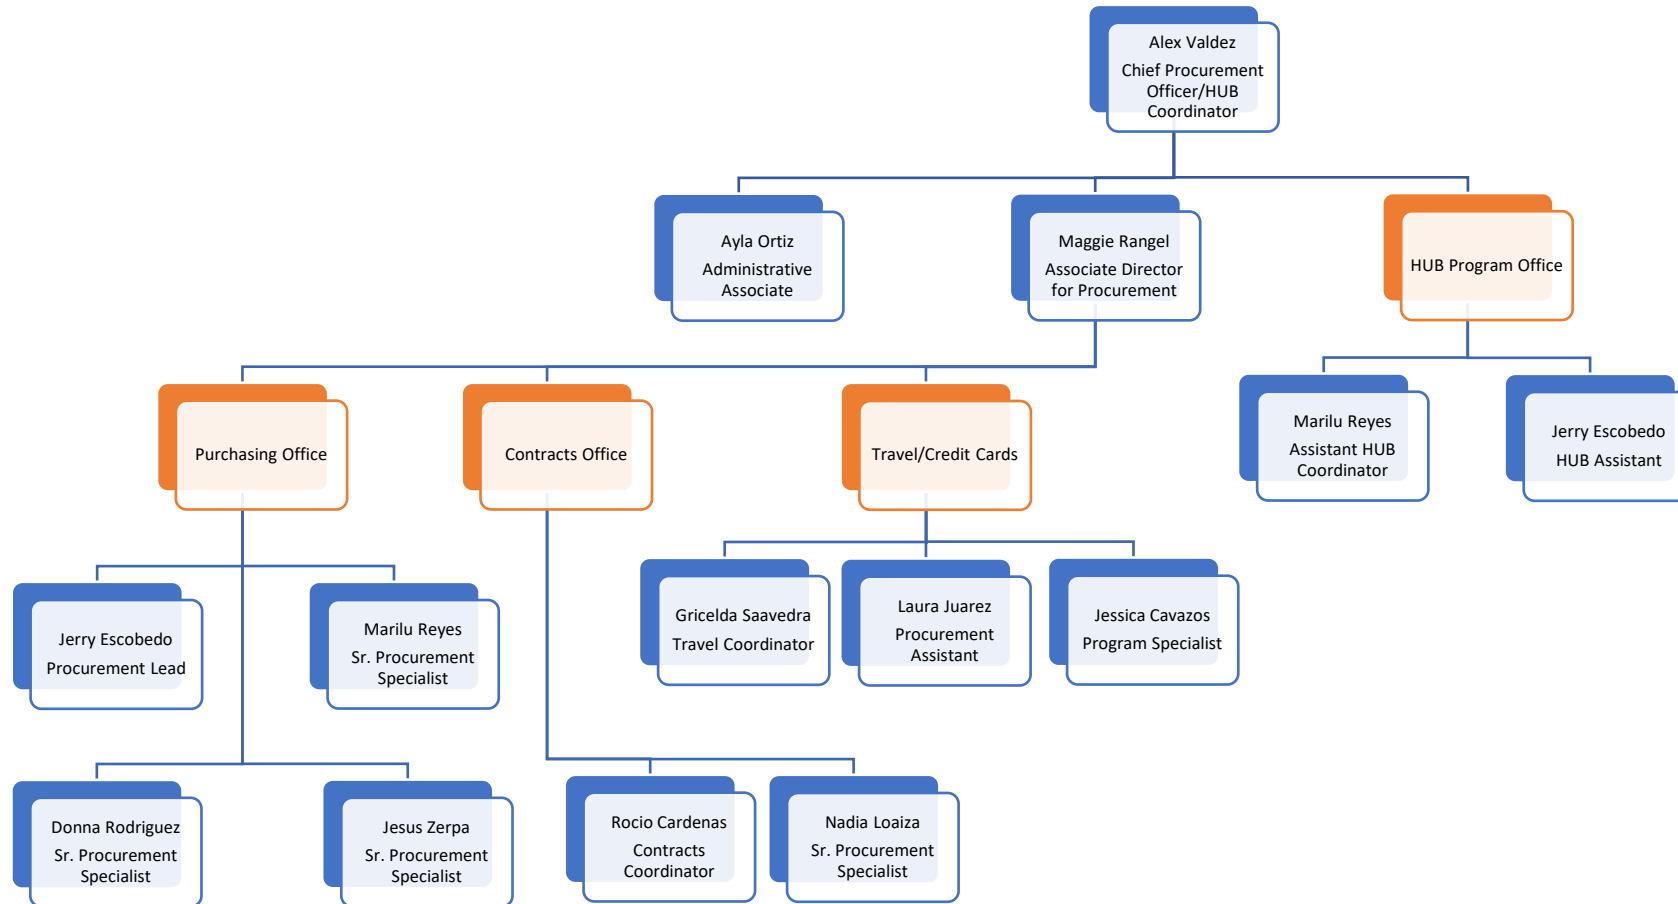 Alex Valdez
Chief Procurement
Officer/HUB
Coordinator
Ayla Ortiz
Administrative
Associate
Maggie Rangel
Associate Director
for Procurement
HUB Program Office
Purchasing Office
Contracts Office
Travel/Credit Cards
Marilu Reyes
Assistant HUB
Coordinator
Jerry Escobedo
HUB Assistant
Jerry Escobedo
Procurement Lead
Marilu Reyes
Sr. Procurement
Specialist
Gricelda Saavedra
Travel Coordinator
Laura Juarez
Procurement
Assistant
Jessica Cavazos
Program Specialist
Donna Rodriguez
Sr. Procurement
Specialist
Jesus Zerpa
Sr. Procurement
Specialist
Rocio Cardenas
Contracts
Coordinator
Nadia Loaiza
Sr. Procurement
Specialist